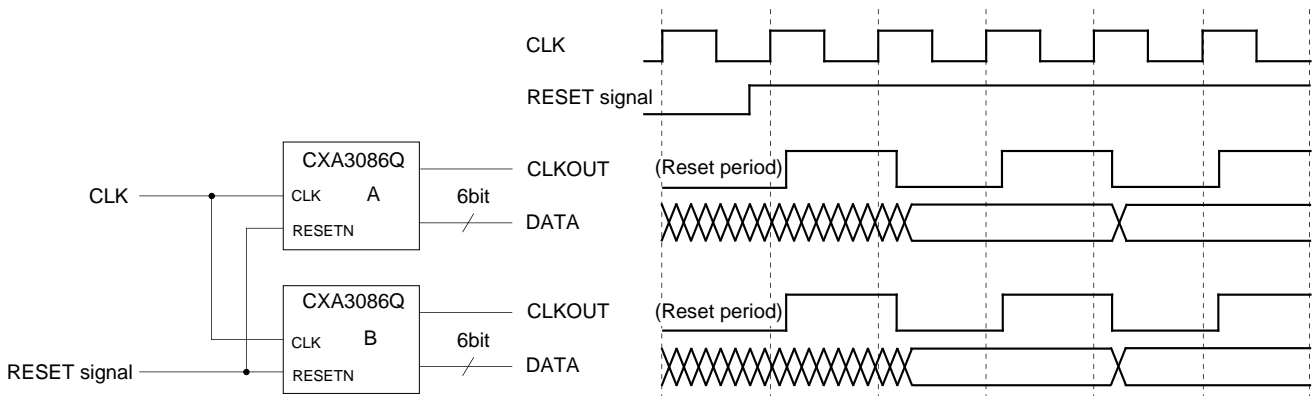 CLK
RESET signal
CXA3086Q
CLK
A
RESETN
CLK
6bit
CLKOUT
DATA
(Reset period)
CXA3086Q
CLK
B
RESETN
RESET signal
6bit
CLKOUT
DATA
(Reset period)